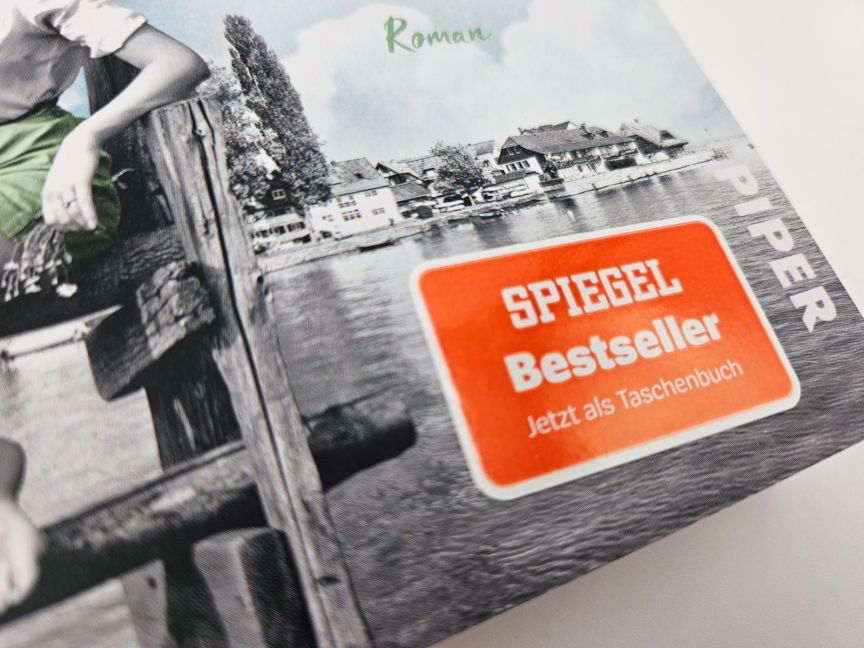 Roman
PIPER
SPIEGEL
Bestseller
Jetzt als Taschenbuch